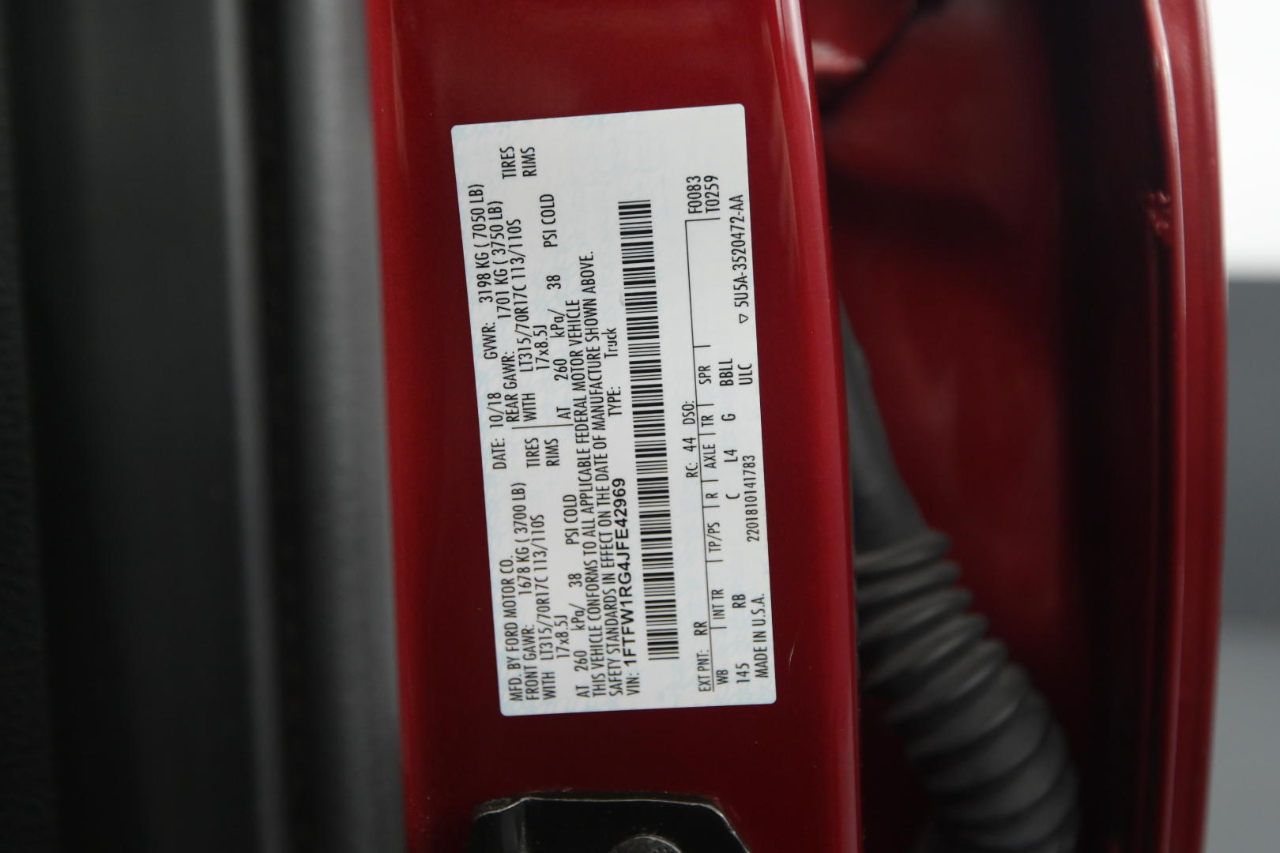 MFD. BY FORD MOTOR CO. DATE: 10/18 GVWR: 3198 KG ( 7050 LB)
FRONT GAWR: 1678 KG ( 3700 LB) REAR GAWR: 1701 KG ( 3750 LB)
WITH LT315/70R17C 113/110S TIRES WITH LT315/70R17C 113/110S TIRES
17x8.5J RIMS 17x8.5J RIMS
AT 260 kPa/ 38 PSI COLD AT 260 kPa/ 38 PSI COLD
THIS VEHICLE CONFORMS TO ALL APPLICABLE FEDERAL MOTOR VEHICLE
SAFETY STANDARDS IN EFFECT ON THE DATE OF MANUFACTURE SHOWN ABOVE.
VIN: 1FTFW1RG4JFE42969 TYPE: Truck
EXT PNT: RR RC: 44 DSO: F0083
WB INT TR TP/PS R AXLE TR SPR T0259
145 RB C L4 G BBLL
MADE IN U.S.A. 2201810141783 ULC ▽ 5U5A-3520472-AA